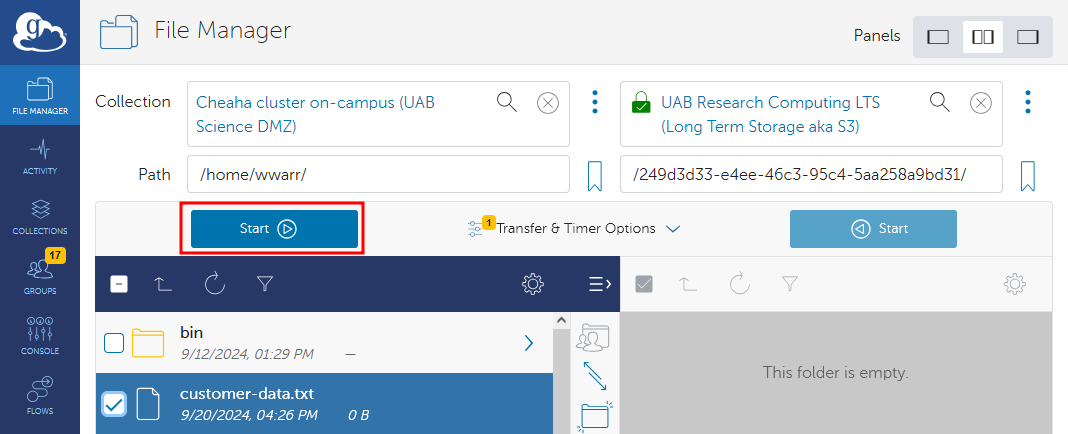 g
File Manager
Panels
FILE MANAGER
ACTIVITY
COLLECTIONS
17
GROUPS
CONSOLE
FLOWS
Collection
Cheaha cluster on-campus (UAB
Science DMZ)
UAB Research Computing LTS
(Long Term Storage aka S3)
Path
/home/wwarr/
/249d3d33-e4ee-46c3-95c4-5aa258a9bd31/
Start
1
Transfer & Timer Options
Start
bin
9/12/2024, 01:29 PM —
customer-data.txt
9/20/2024, 04:26 PM 0 B
This folder is empty.